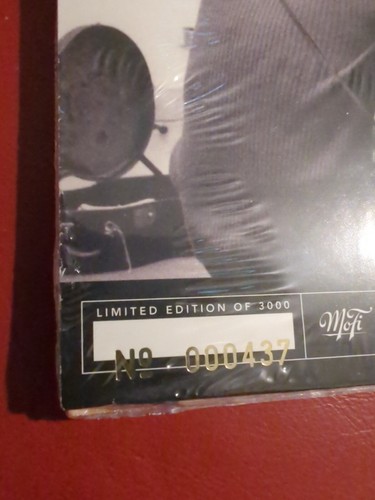 LIMITED EDITION OF 3000
MoFi
Nº 000437